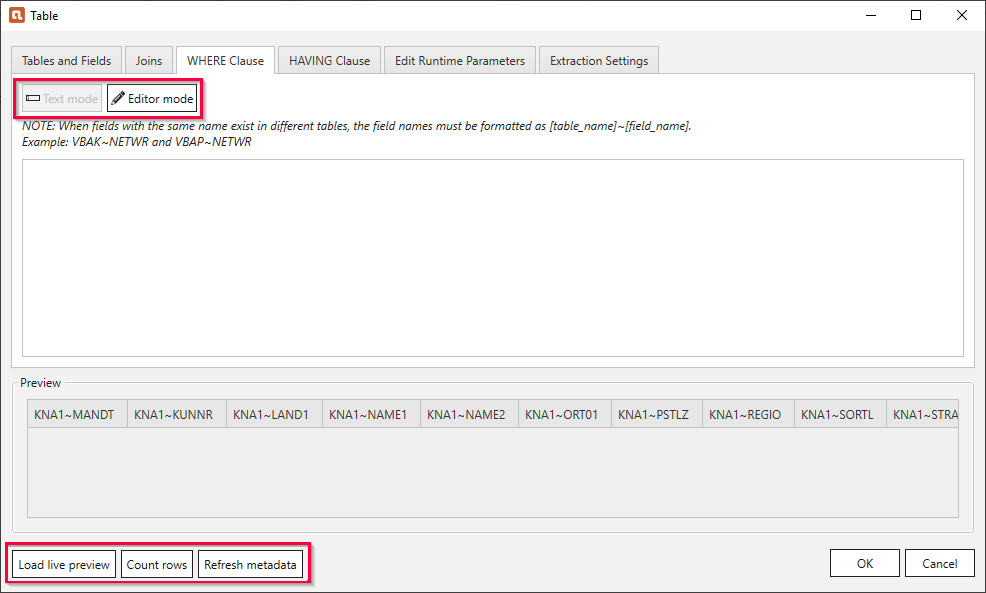 Table
Tables and Fields Joins WHERE Clause HAVING Clause Edit Runtime Parameters Extraction Settings
Text mode Editor mode
NOTE: When fields with the same name exist in different tables, the field names must be formatted as [table_name]~[field_name].
Example: VBAK~NETWR and VBAP~NETWR
Preview
KNA1~MANDT KNA1~KUNNR KNA1~LAND1 KNA1~NAME1 KNA1~NAME2 KNA1~ORT01 KNA1~PSTLZ KNA1~REGIO KNA1~SORTL KNA1~STRA
Load live preview Count rows Refresh metadata OK Cancel